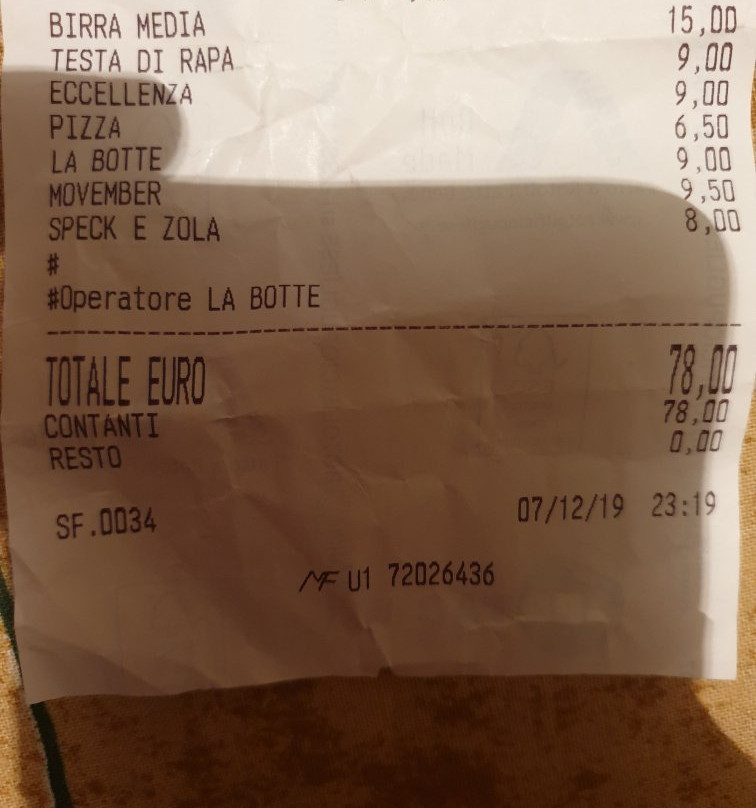 BIRRA MEDIA 15,00
TESTA DI RAPA 9,00
ECCELLENZA 9,00
PIZZA 6,50
LA BOTTE 9,00
MOVEMBER 9,50
SPECK E ZOLA 8,00
#
#Operatore LA BOTTE
TOTALE EURO 78,00
CONTANTI 78,00
RESTO 0,00
SF.0034 07/12/19 23:19
MF U1 72026436